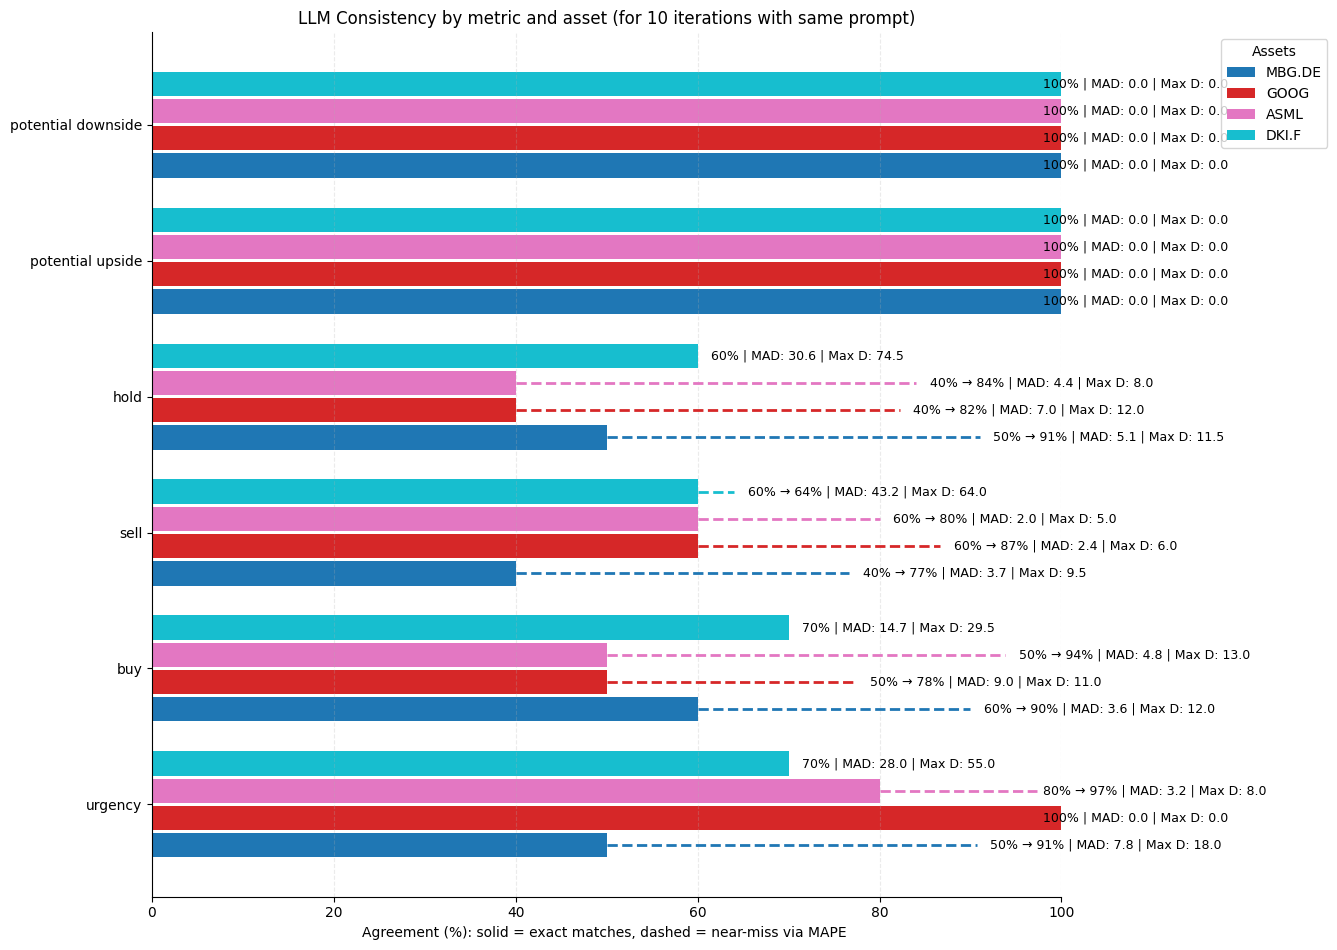 LLM Consistency by metric and asset (for 10 iterations with same prompt)
Assets
MBG.DE
GOOG
ASML
DKI.F
potential downside
100% | MAD: 0.0 | Max D: 0.0
100% | MAD: 0.0 | Max D: 0.0
100% | MAD: 0.0 | Max D: 0.0
100% | MAD: 0.0 | Max D: 0.0
potential upside
100% | MAD: 0.0 | Max D: 0.0
100% | MAD: 0.0 | Max D: 0.0
100% | MAD: 0.0 | Max D: 0.0
100% | MAD: 0.0 | Max D: 0.0
hold
60% | MAD: 30.6 | Max D: 74.5
40% → 84% | MAD: 4.4 | Max D: 8.0
40% → 82% | MAD: 7.0 | Max D: 12.0
50% → 91% | MAD: 5.1 | Max D: 11.5
sell
60% → 64% | MAD: 43.2 | Max D: 64.0
60% → 80% | MAD: 2.0 | Max D: 5.0
60% → 87% | MAD: 2.4 | Max D: 6.0
40% → 77% | MAD: 3.7 | Max D: 9.5
buy
70% | MAD: 14.7 | Max D: 29.5
50% → 94% | MAD: 4.8 | Max D: 13.0
50% → 78% | MAD: 9.0 | Max D: 11.0
60% → 90% | MAD: 3.6 | Max D: 12.0
urgency
70% | MAD: 28.0 | Max D: 55.0
80% → 97% | MAD: 3.2 | Max D: 8.0
100% | MAD: 0.0 | Max D: 0.0
50% → 91% | MAD: 7.8 | Max D: 18.0
0 20 40 60 80 100
Agreement (%): solid = exact matches, dashed = near-miss via MAPE